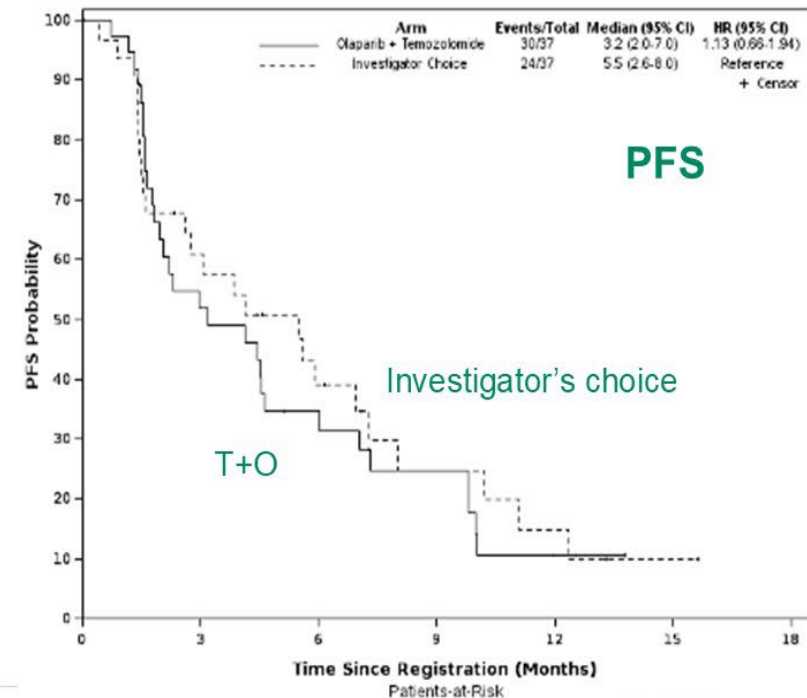 Arm Events/Total Median (95% CI) HR (95% CI)
Olaparib + Temozolomide 30/37 3.2 (2.0-7.0) 1.13 (0.66-1.94)
Investigator Choice 24/37 5.5 (2.6-8.0) Reference
+ Censor
PFS
100
90
80
70
60
50
40
30
20
10
0
PFS Probability
Investigator's choice
T+O
0 3 6 9 12 15 18
Time Since Registration (Months)
Patients-at-Risk